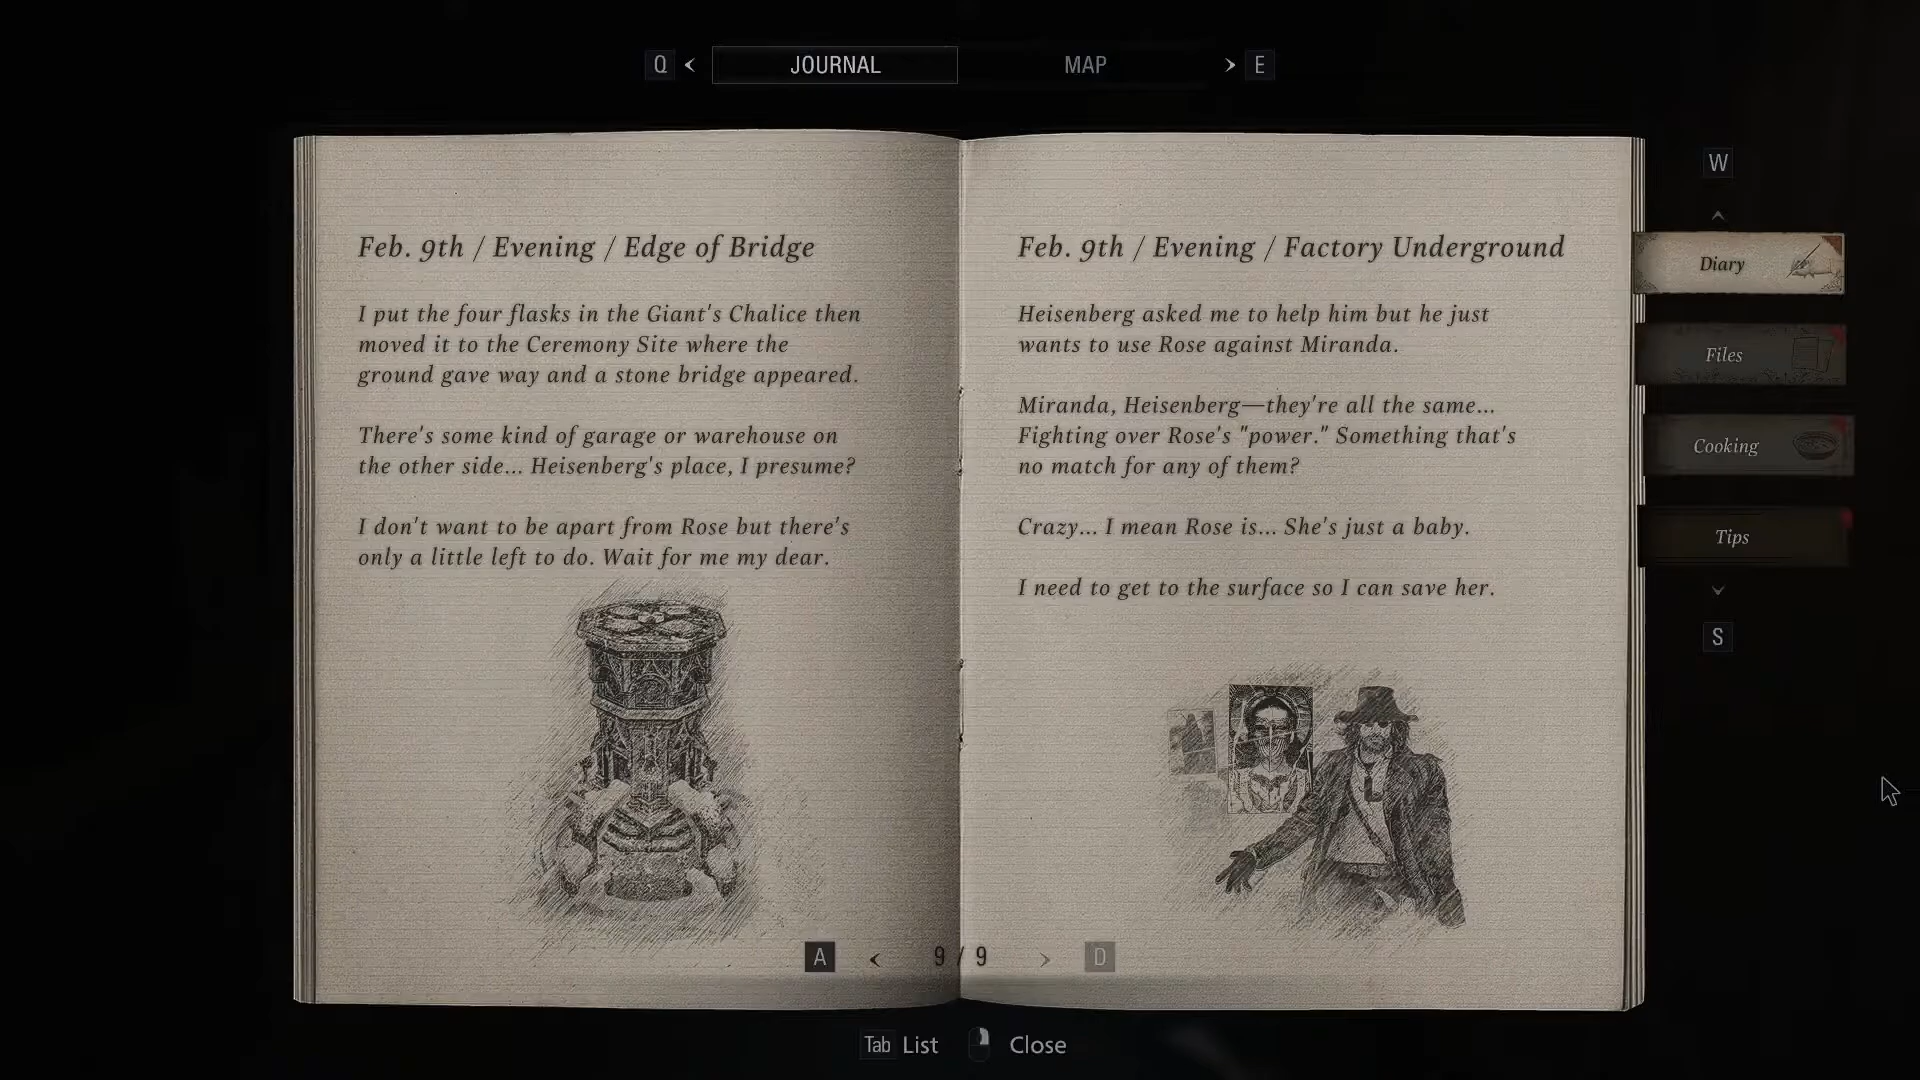 Q < JOURNAL MAP > E
Feb. 9th / Evening / Edge of Bridge
I put the four flasks in the Giant's Chalice then
moved it to the Ceremony Site where the
ground gave way and a stone bridge appeared.
There's some kind of garage or warehouse on
the other side... Heisenberg's place, I presume?
I don't want to be apart from Rose but there's
only a little left to do. Wait for me my dear.
Feb. 9th / Evening / Factory Underground
Heisenberg asked me to help him but he just
wants to use Rose against Miranda.
Miranda, Heisenberg—they're all the same...
Fighting over Rose's "power." Something that's
no match for any of them?
Crazy... I mean Rose is... She's just a baby.
I need to get to the surface so I can save her.
W
Diary
Files
Cooking
Tips
S
A < 9 / 9 > D
Tab List Close